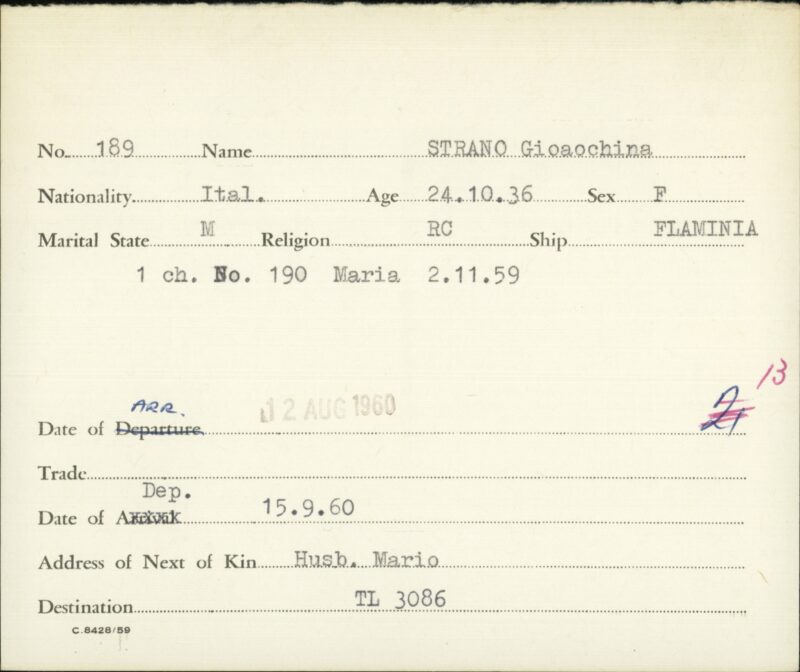 No. 189 Name STRANO Gioaochina
Nationality Ital. Age 24.10.36 Sex F
Marital State M Religion RC Ship FLAMINIA
1 ch. No. 190 Maria 2.11.59
13
ARR. 12 AUG 1960 2,
Date of Departure
Trade
Dep.
Date of Arrival 15.9.60
Address of Next of Kin Husb. Mario
Destination TL 3086
C.8428/59